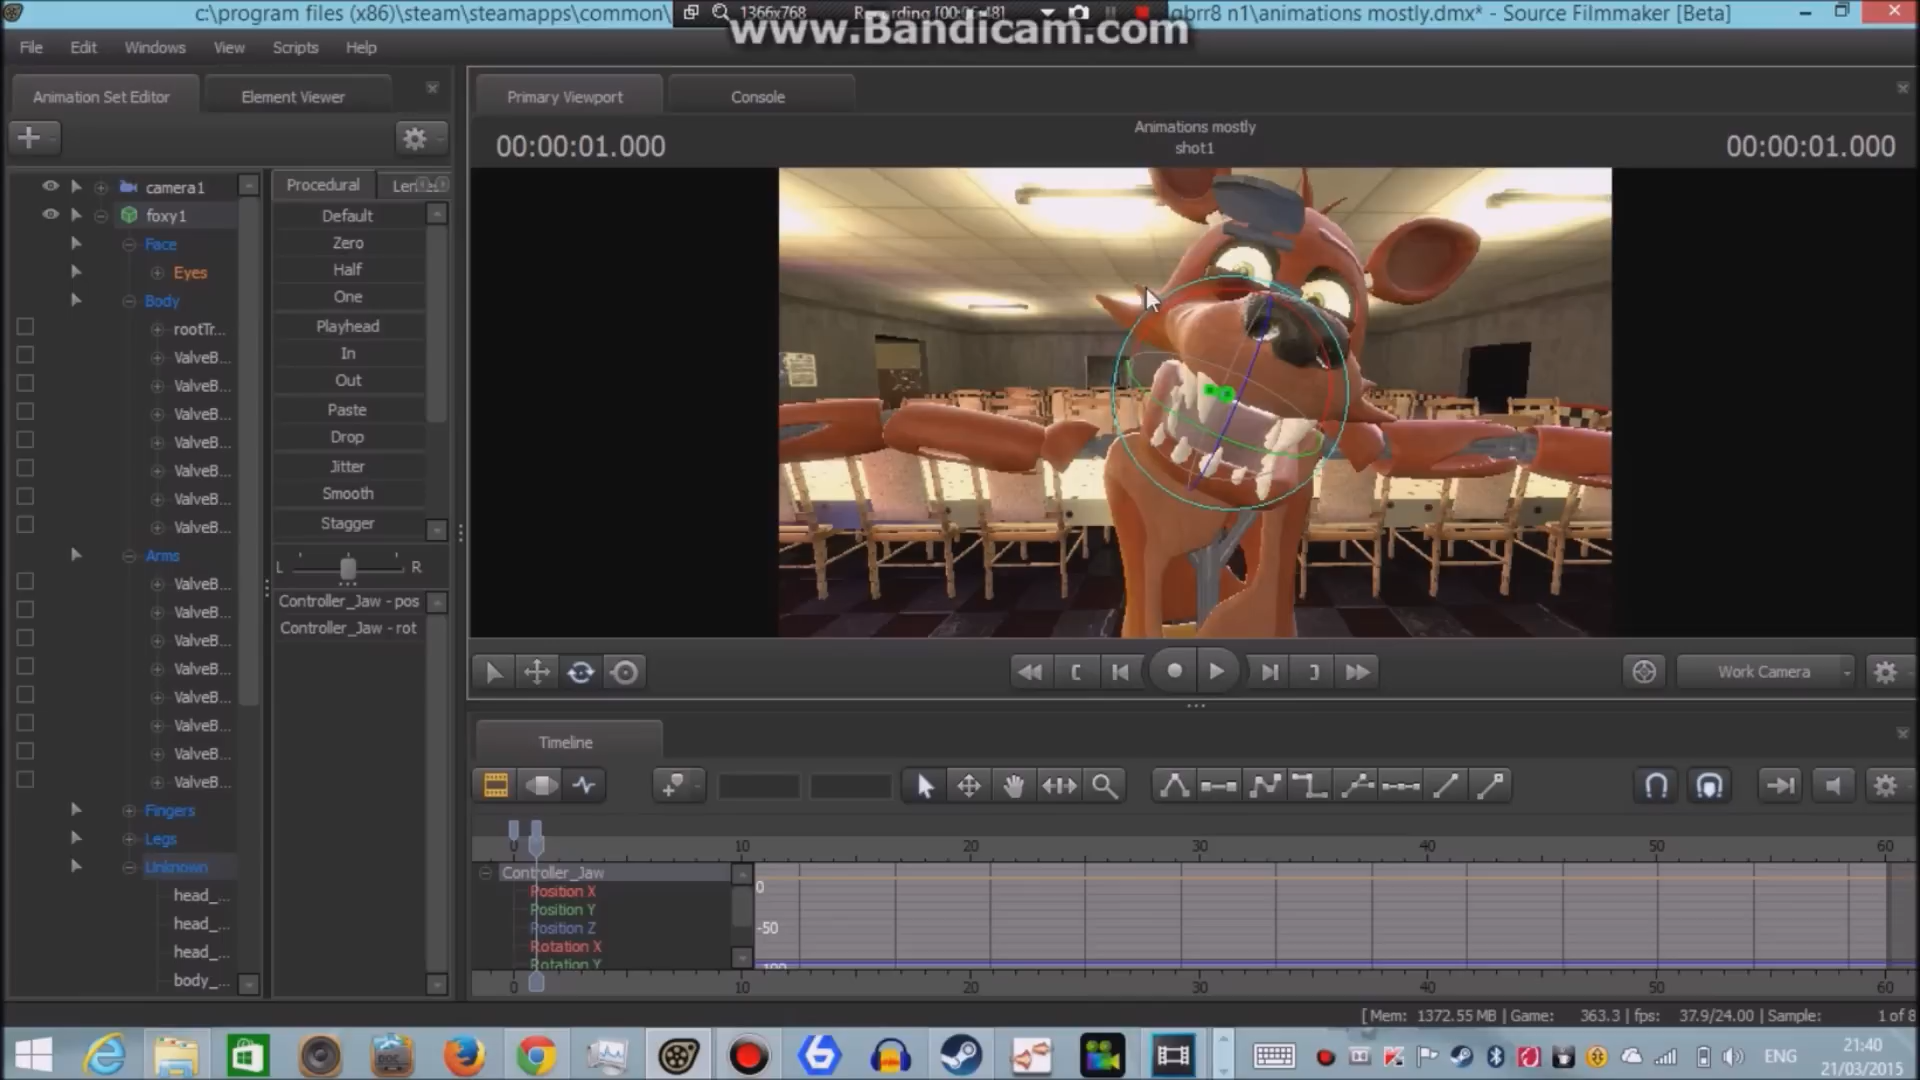 c:\program files (x86)\steam\steamapps\common\
1366x768
www.Bandicam.com
abrr8 n1\animations mostly.dmx* - Source Filmmaker [Beta]
File Edit Windows View Scripts Help
Animation Set Editor Element Viewer
Primary Viewport Console
00:00:01.000
Animations mostly
shot1
00:00:01.000
camera1
foxy1
Face
Eyes
Body
rootTr...
ValveB...
ValveB...
ValveB...
ValveB...
ValveB...
ValveB...
ValveB...
Arms
ValveB...
ValveB...
ValveB...
ValveB...
ValveB...
ValveB...
ValveB...
ValveB...
Fingers
Legs
Unknown
head_...
head_...
head_...
body_...
Procedural
Default
Zero
Half
One
Playhead
In
Out
Paste
Drop
Jitter
Smooth
Stagger
L R
Controller_Jaw - pos
Controller_Jaw - rot
Work Camera
Timeline
0 10 20 30 40 50 60
Controller_Jaw
Position X
Position Y
Position Z
Rotation X
Rotation Y
0
-50
0 10 20 30 40 50 60
[ Mem: 1372.55 MB | Game: 363.3 | fps: 37.9/24.00 | Sample: 1 of 8
ENG
21:40
21/03/2015